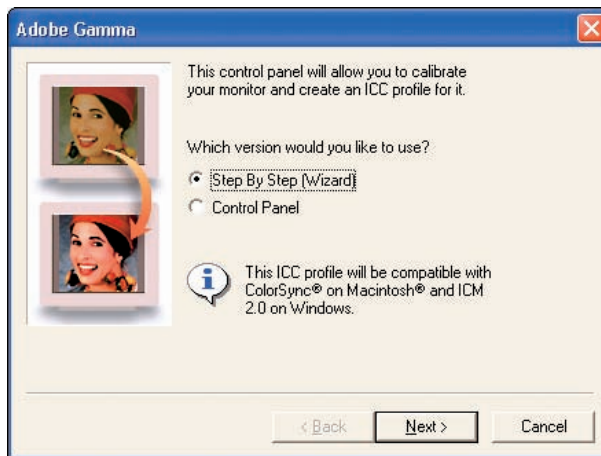 Adobe Gamma
This control panel will allow you to calibrate
your monitor and create an ICC profile for it.
Which version would you like to use?
Step By Step (Wizard)
Control Panel
This ICC profile will be compatible with
ColorSync® on Macintosh® and ICM
2.0 on Windows.
< Back Next > Cancel